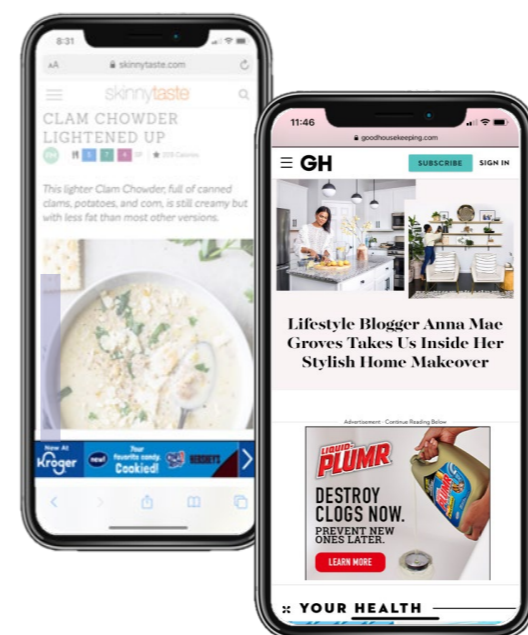 8:31
AA skinnytaste.com
skinnytaste
CLAM CHOWDER
LIGHTENED UP
209 Calories
This lighter Clam Chowder, full of canned
clams, potatoes, and corn, is still creamy but
with less fat than most other versions.
Now At
Kroger
new!
Your
favorite candy.
Cookied!
HERSHEY'S
11:46
goodhousekeeping.com
GH
SUBSCRIBE SIGN IN
Lifestyle Blogger Anna Mae
Groves Takes Us Inside Her
Stylish Home Makeover
Advertisement - Continue Reading Below
LIQUID-
PLUMR
DESTROY
CLOGS NOW.
PREVENT NEW
ONES LATER.
LEARN MORE
YOUR HEALTH